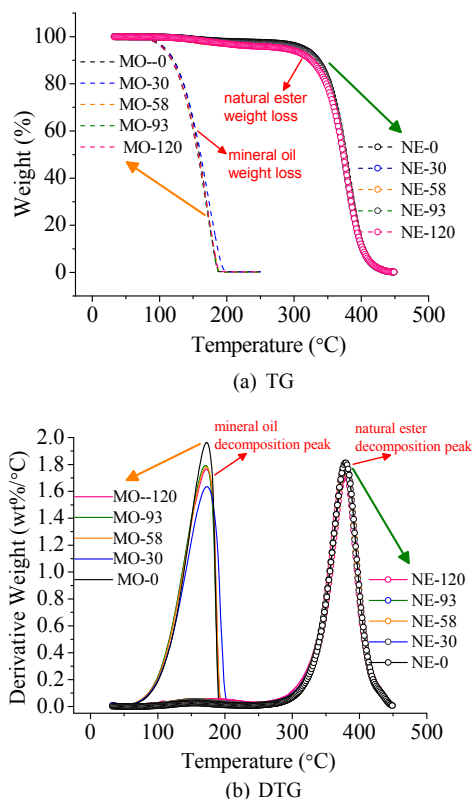 100
80
60
40
20
0
Weight (%)
MO--0
MO-30
MO-58
MO-93
MO-120
natural ester
weight loss
mineral oil
weight loss
NE-0
NE-30
NE-58
NE-93
NE-120
0 100 200 300 400 500
Temperature (°C)
(a) TG
2.0
1.8
1.6
1.4
1.2
1.0
0.8
0.6
0.4
0.2
0.0
Derivative Weight (wt%/°C)
mineral oil
decomposition peak
natural ester
decomposition peak
MO--120
MO-93
MO-58
MO-30
MO-0
NE-120
NE-93
NE-58
NE-30
NE-0
0 100 200 300 400 500
Temperature (°C)
(b) DTG